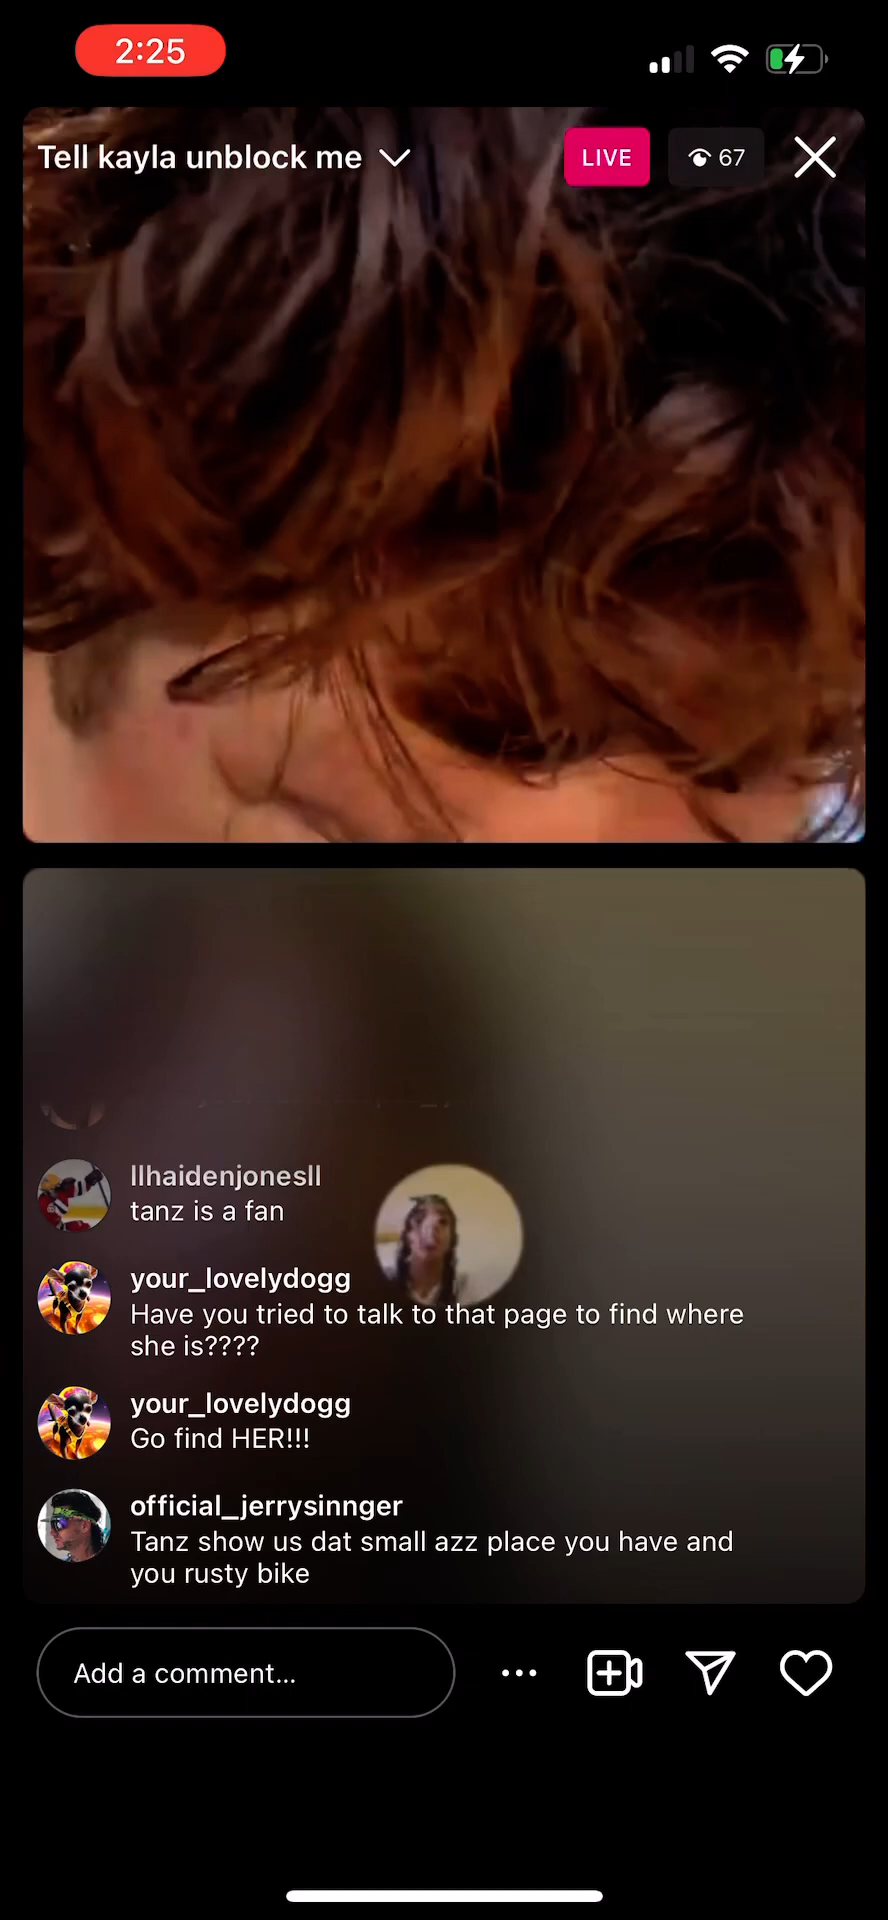 2:25
Tell kayla unblock me
LIVE
67
llhaidenjonesll
tanz is a fan
your_lovelydogg
Have you tried to talk to that page to find where
she is????
your_lovelydogg
Go find HER!!!
official_jerrysinnger
Tanz show us dat small azz place you have and
you rusty bike
Add a comment...